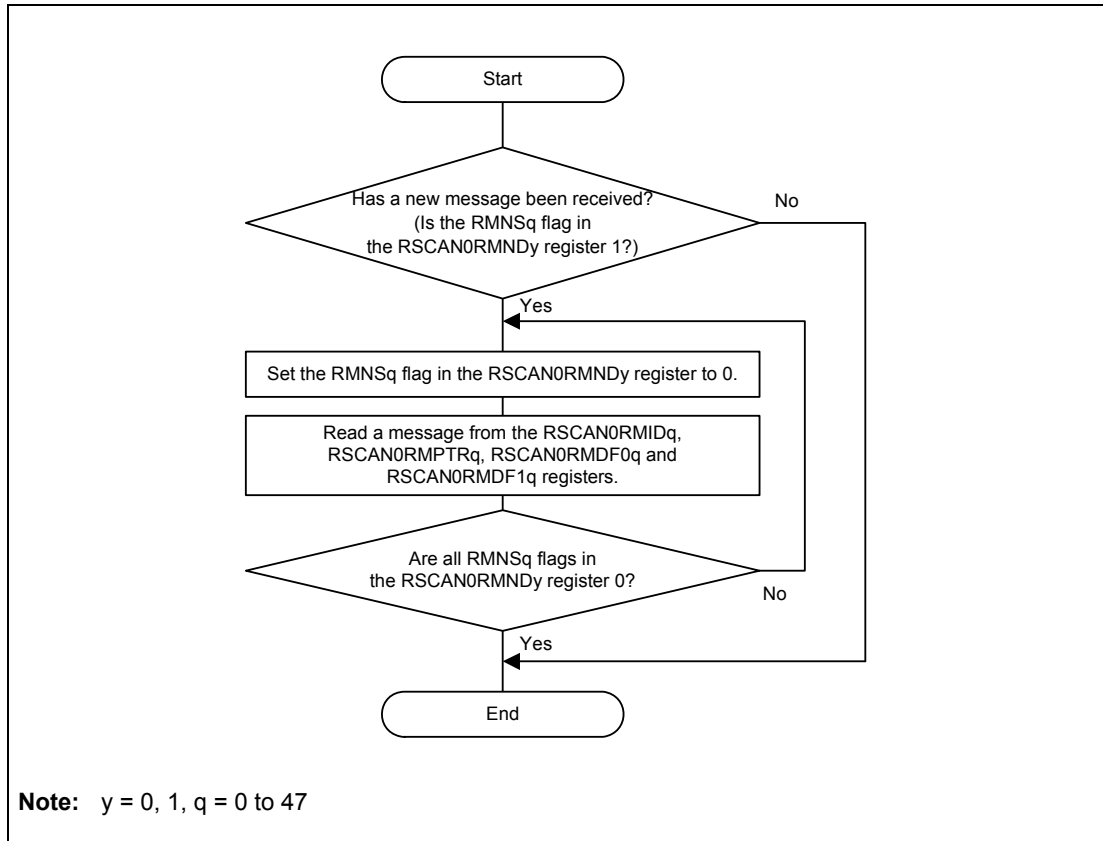 Start
Has a new message been received?
(Is the RMNSq flag in
the RSCAN0RMNDy register 1?)
No
Yes
Set the RMNSq flag in the RSCAN0RMNDy register to 0.
Read a message from the RSCAN0RMIDq,
RSCAN0RMPTRq, RSCAN0RMDF0q and
RSCAN0RMDF1q registers.
Are all RMNSq flags in
the RSCAN0RMNDy register 0?
No
Yes
End
Note: y = 0, 1, q = 0 to 47